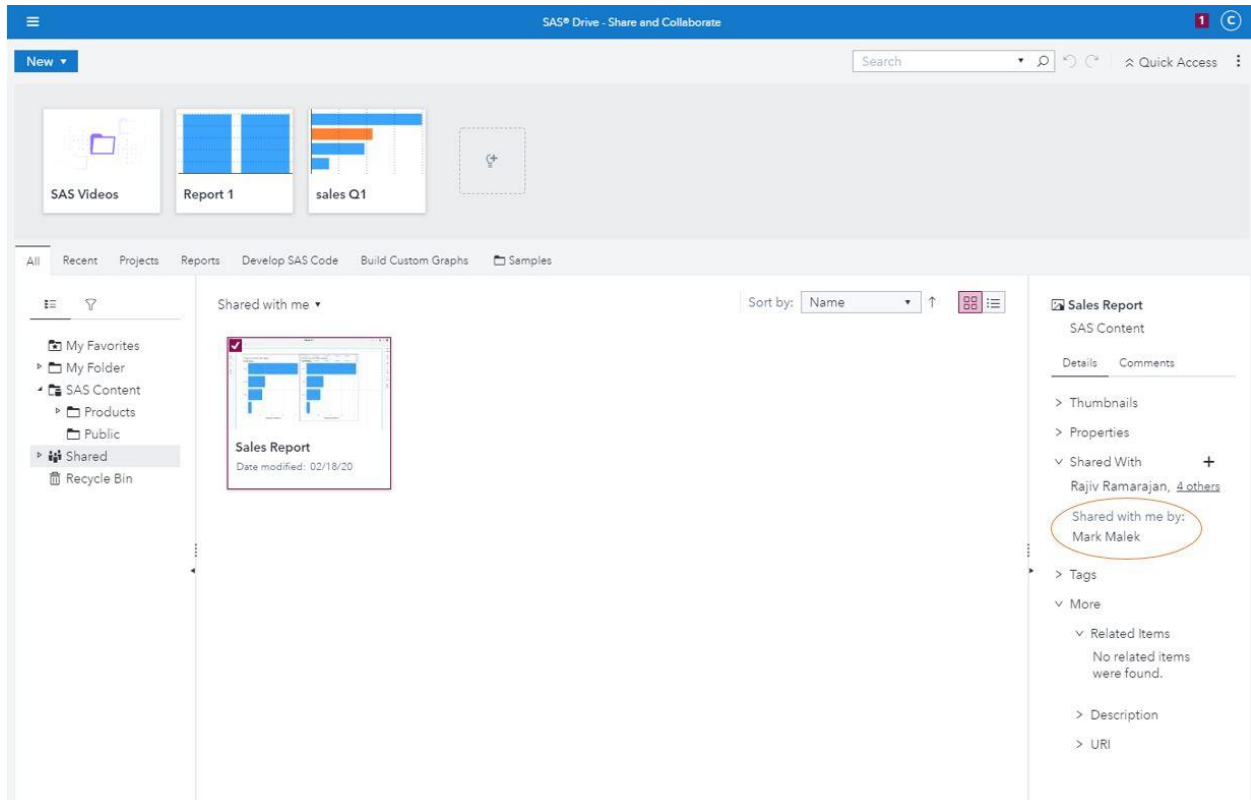 SAS® Drive - Share and Collaborate
1
C
New
Search
Quick Access
SAS Videos
Report 1
sales Q1
All
Recent
Projects
Reports
Develop SAS Code
Build Custom Graphs
Samples
My Favorites
My Folder
SAS Content
Products
Public
Shared
Recycle Bin
Shared with me
Sort by:
Name
Sales Report
Date modified: 02/18/20
Sales Report
SAS Content
Details
Comments
Thumbnails
Properties
Shared With
Rajiv Ramarajan, 4 others
Shared with me by:
Mark Malek
Tags
More
Related Items
No related items
were found.
Description
URI